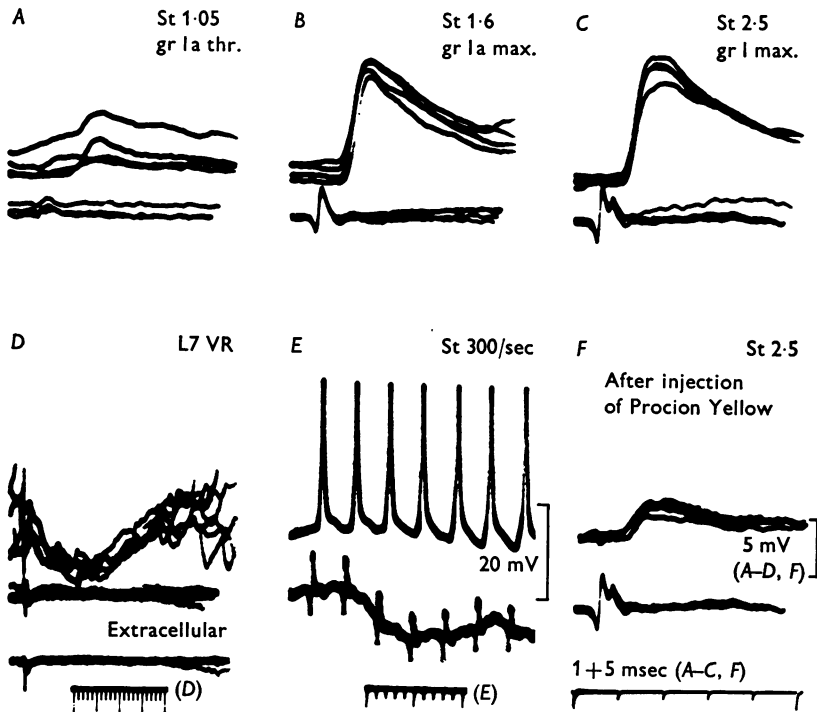 A
St 1·05
gr Ia thr.
B
St 1·6
gr Ia max.
C
St 2·5
gr I max.
D
L7 VR
Extracellular
(D)
E
St 300/sec
20 mV
(E)
F
St 2·5
After injection
of Procion Yellow
5 mV
(A–D, F)
1+5 msec (A–C, F)